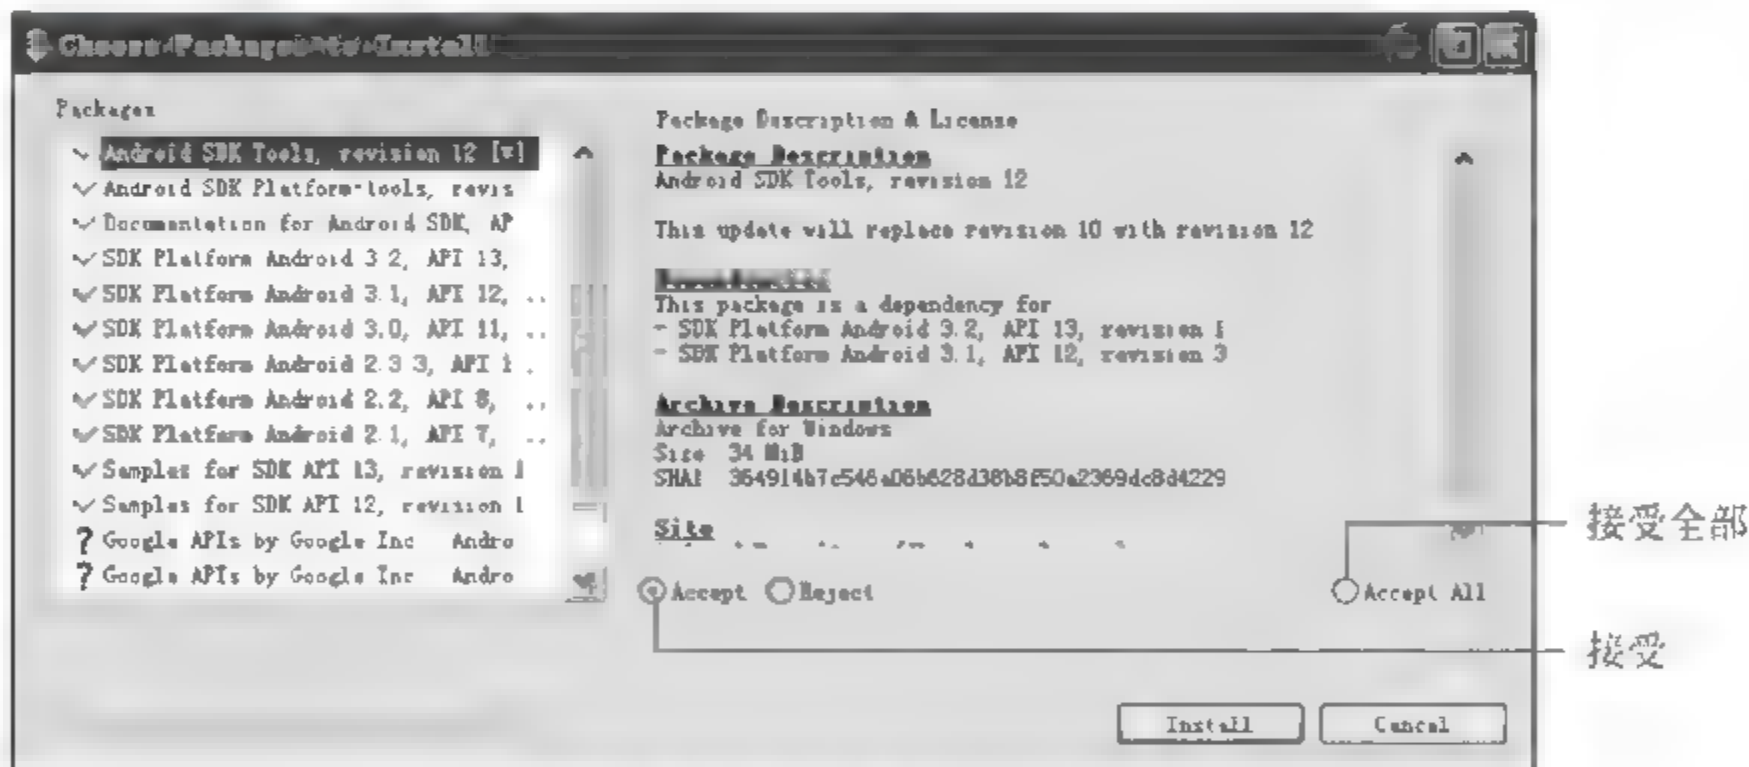 Choose Packages to Install
Packages
Android SDK Tools, revision 12 [*]
Android SDK Platform-tools, revis
Documentation for Android SDK, AP
SDK Platform Android 3.2, API 13,
SDK Platform Android 3.1, API 12, ..
SDK Platform Android 3.0, API 11, ..
SDK Platform Android 2.3.3, API 1 .
SDK Platform Android 2.2, API 8, ..
SDK Platform Android 2.1, API 7, ..
Samples for SDK API 13, revision 1
Samples for SDK API 12, revision 1
? Google APIs by Google Inc Andro
? Google APIs by Google Inc Andro
Package Description & License
Package Description
Android SDK Tools, revision 12
This update will replace revision 10 with revision 12
This package is a dependency for
- SDK Platform Android 3.2, API 13, revision 1
- SDK Platform Android 3.1, API 12, revision 3
Archive Description
Archive for Windows
Size 34 MiB
SHA1
Site
Accept Reject Accept All
接受全部
接受
Install Cancel